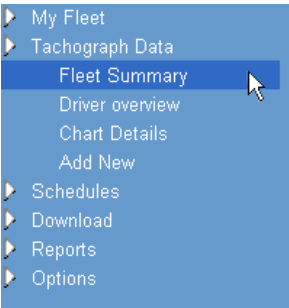 My Fleet
Tachograph Data
Fleet Summary
Driver overview
Chart Details
Add New
Schedules
Download
Reports
Options